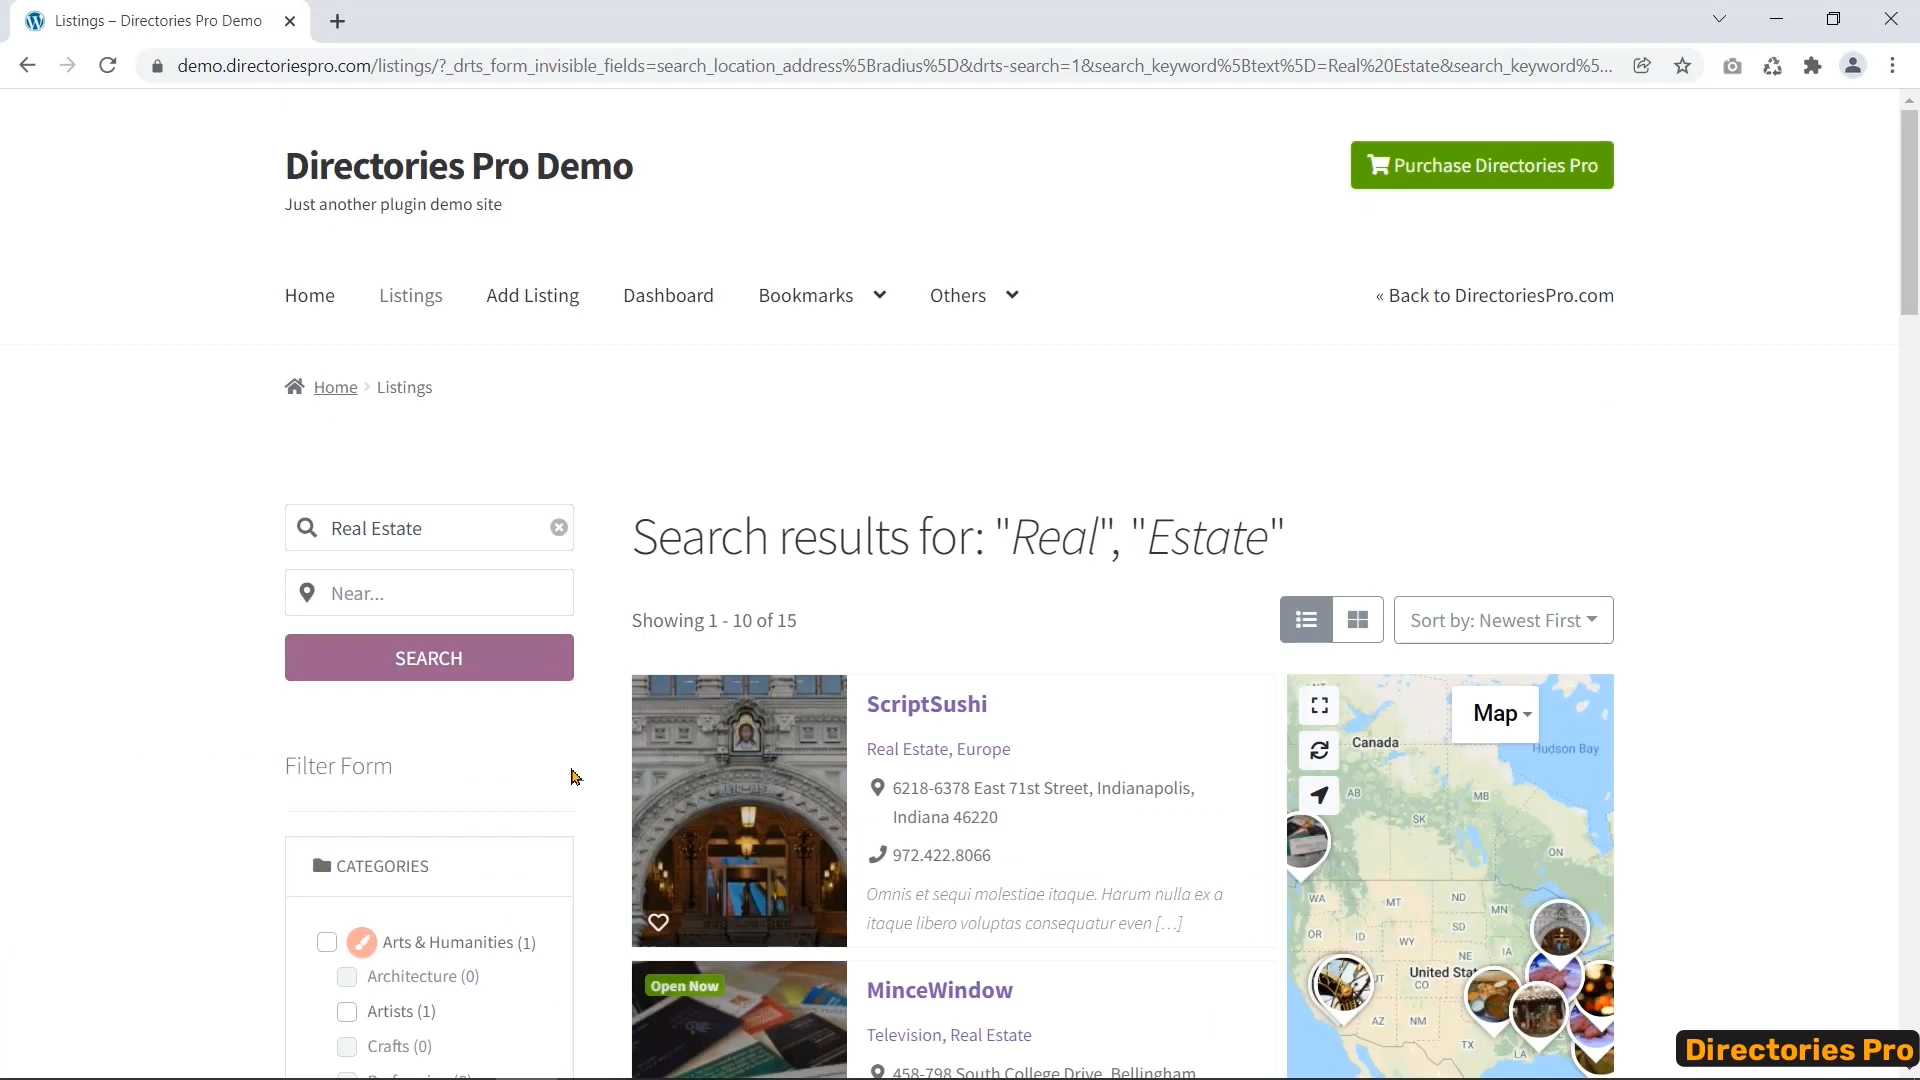 Listings – Directories Pro Demo
demo.directoriespro.com/listings/?_drts_form_invisible_fields=search_location_address%5Bradius%5D&drts-search=1&search_keyword%5Btext%5D=Real%20Estate&search_keyword%5...
Directories Pro Demo
Purchase Directories Pro
Just another plugin demo site
Home
Listings
Add Listing
Dashboard
Bookmarks
Others
« Back to DirectoriesPro.com
Home
Listings
Real Estate
Near...
SEARCH
Filter Form
CATEGORIES
Arts & Humanities (1)
Architecture (0)
Artists (1)
Crafts (0)
Search results for: "Real", "Estate"
Showing 1 - 10 of 15
Sort by: Newest First
ScriptSushi
Real Estate, Europe
6218-6378 East 71st Street, Indianapolis,
Indiana 46220
972.422.8066
Omnis et sequi molestiae itaque. Harum nulla ex a
itaque libero voluptas consequatur even [...]
Open Now
MinceWindow
Television, Real Estate
458-798 South College Drive, Bellingham
Map
Canada
Hudson Bay
AB
MB
SK
ON
WA
MT
ND
MN
OR
ID
SD
WY
NE
IA
United Sta
CO
AZ
NM
TX
LA
Directories Pro